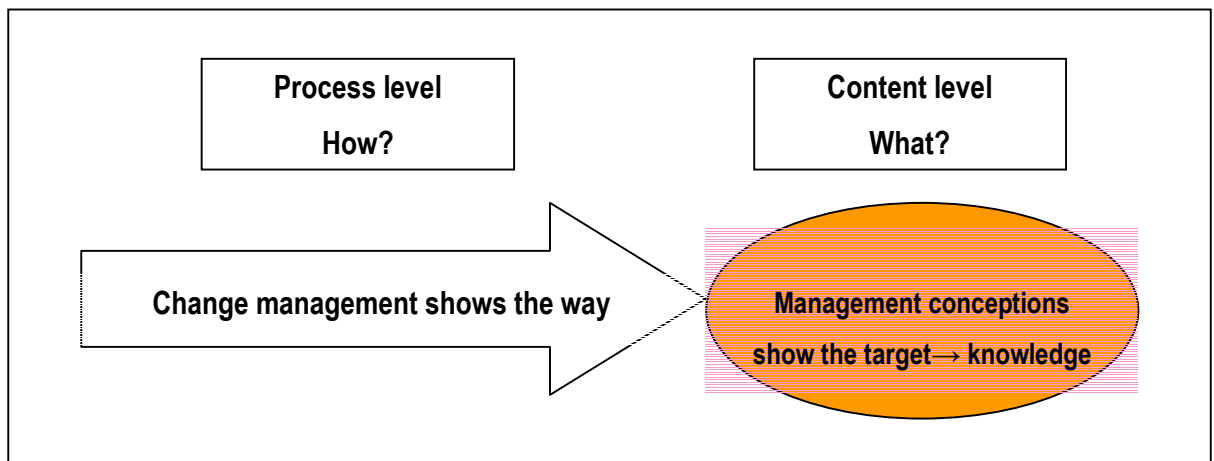 Process level
How?
Content level
What?
Change management shows the way
Management conceptions
show the target→ knowledge